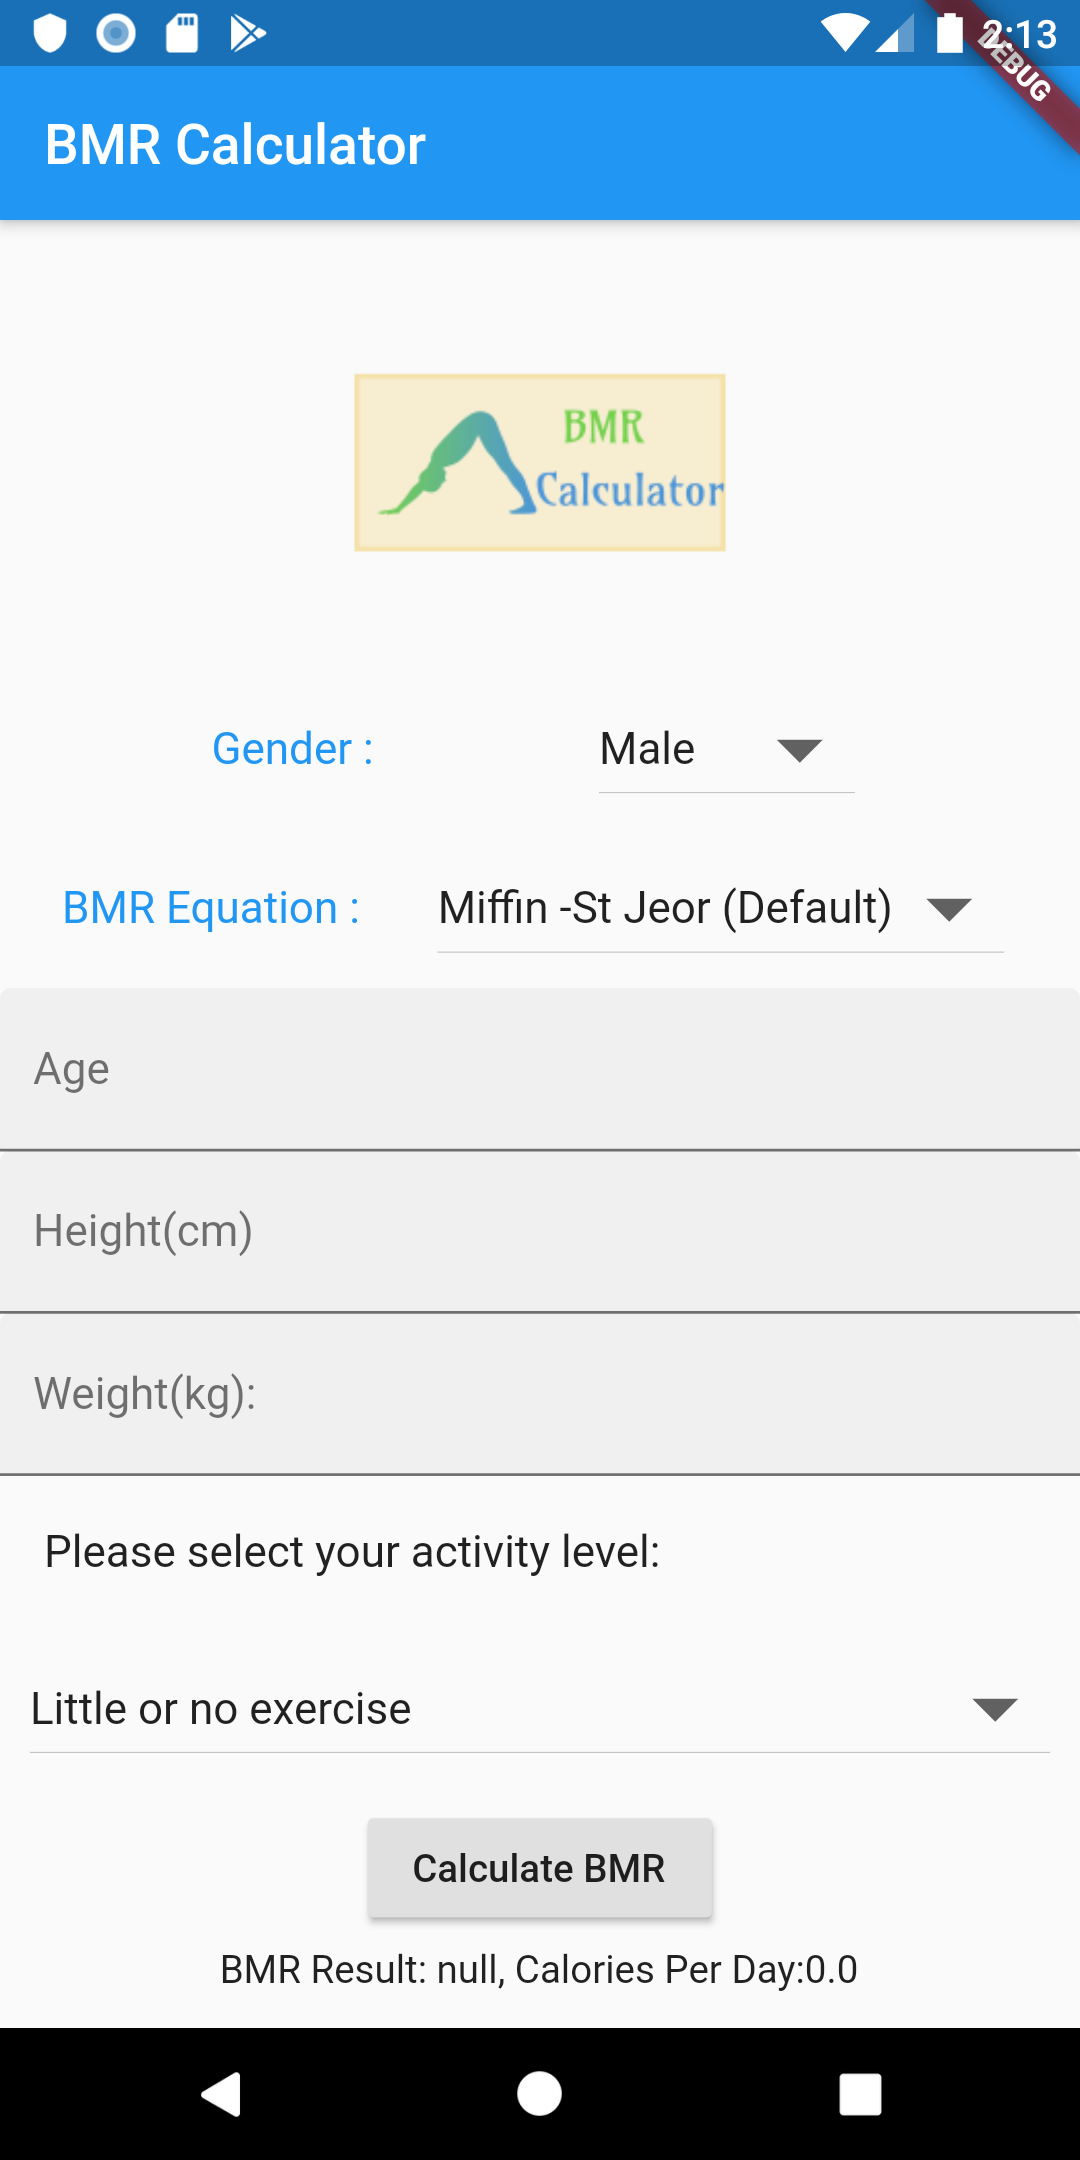 2:13
DEBUG
BMR Calculator
BMR
Calculator
Gender :
Male
BMR Equation :
Miffin -St Jeor (Default)
Age
Height(cm)
Weight(kg):
Please select your activity level:
Little or no exercise
Calculate BMR
BMR Result: null, Calories Per Day:0.0